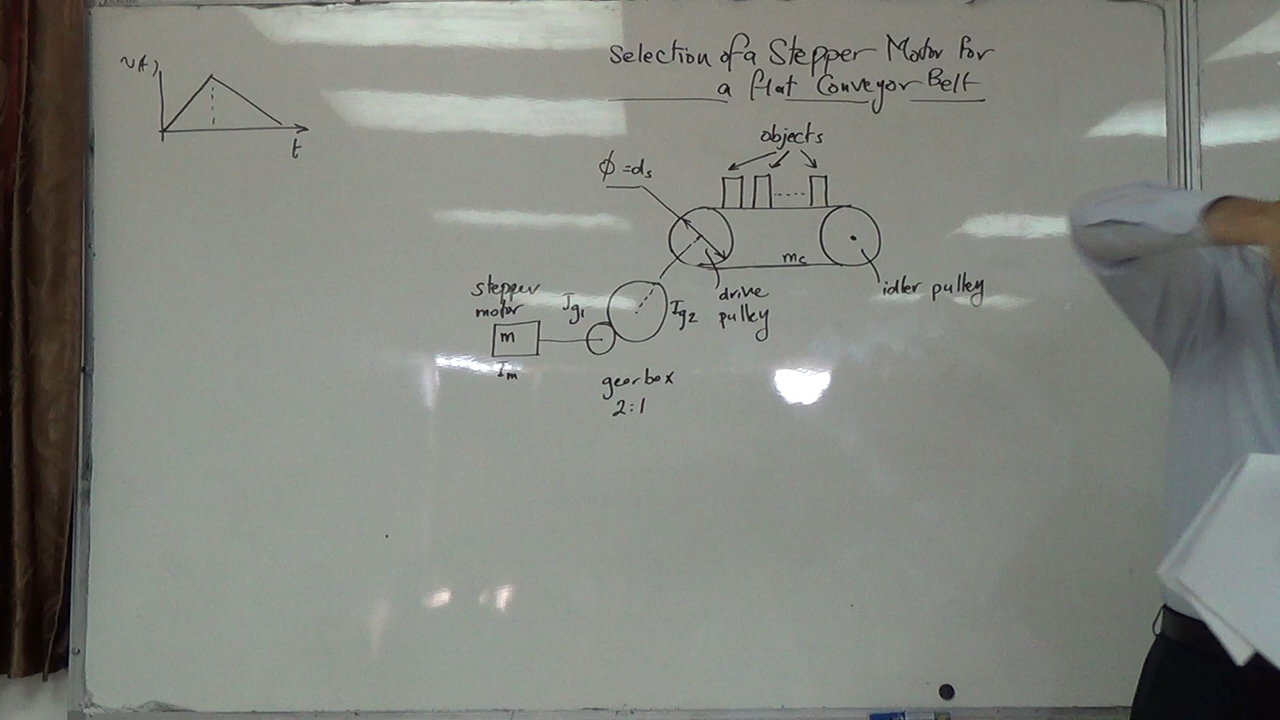 Selection of a Stepper Motor for
a flat Conveyor Belt
v(t)
t
objects
ϕ=ds
mc
idler pulley
drive
pulley
stepper
motor
Jg1
Jg2
m
Jm
gearbox
2:1